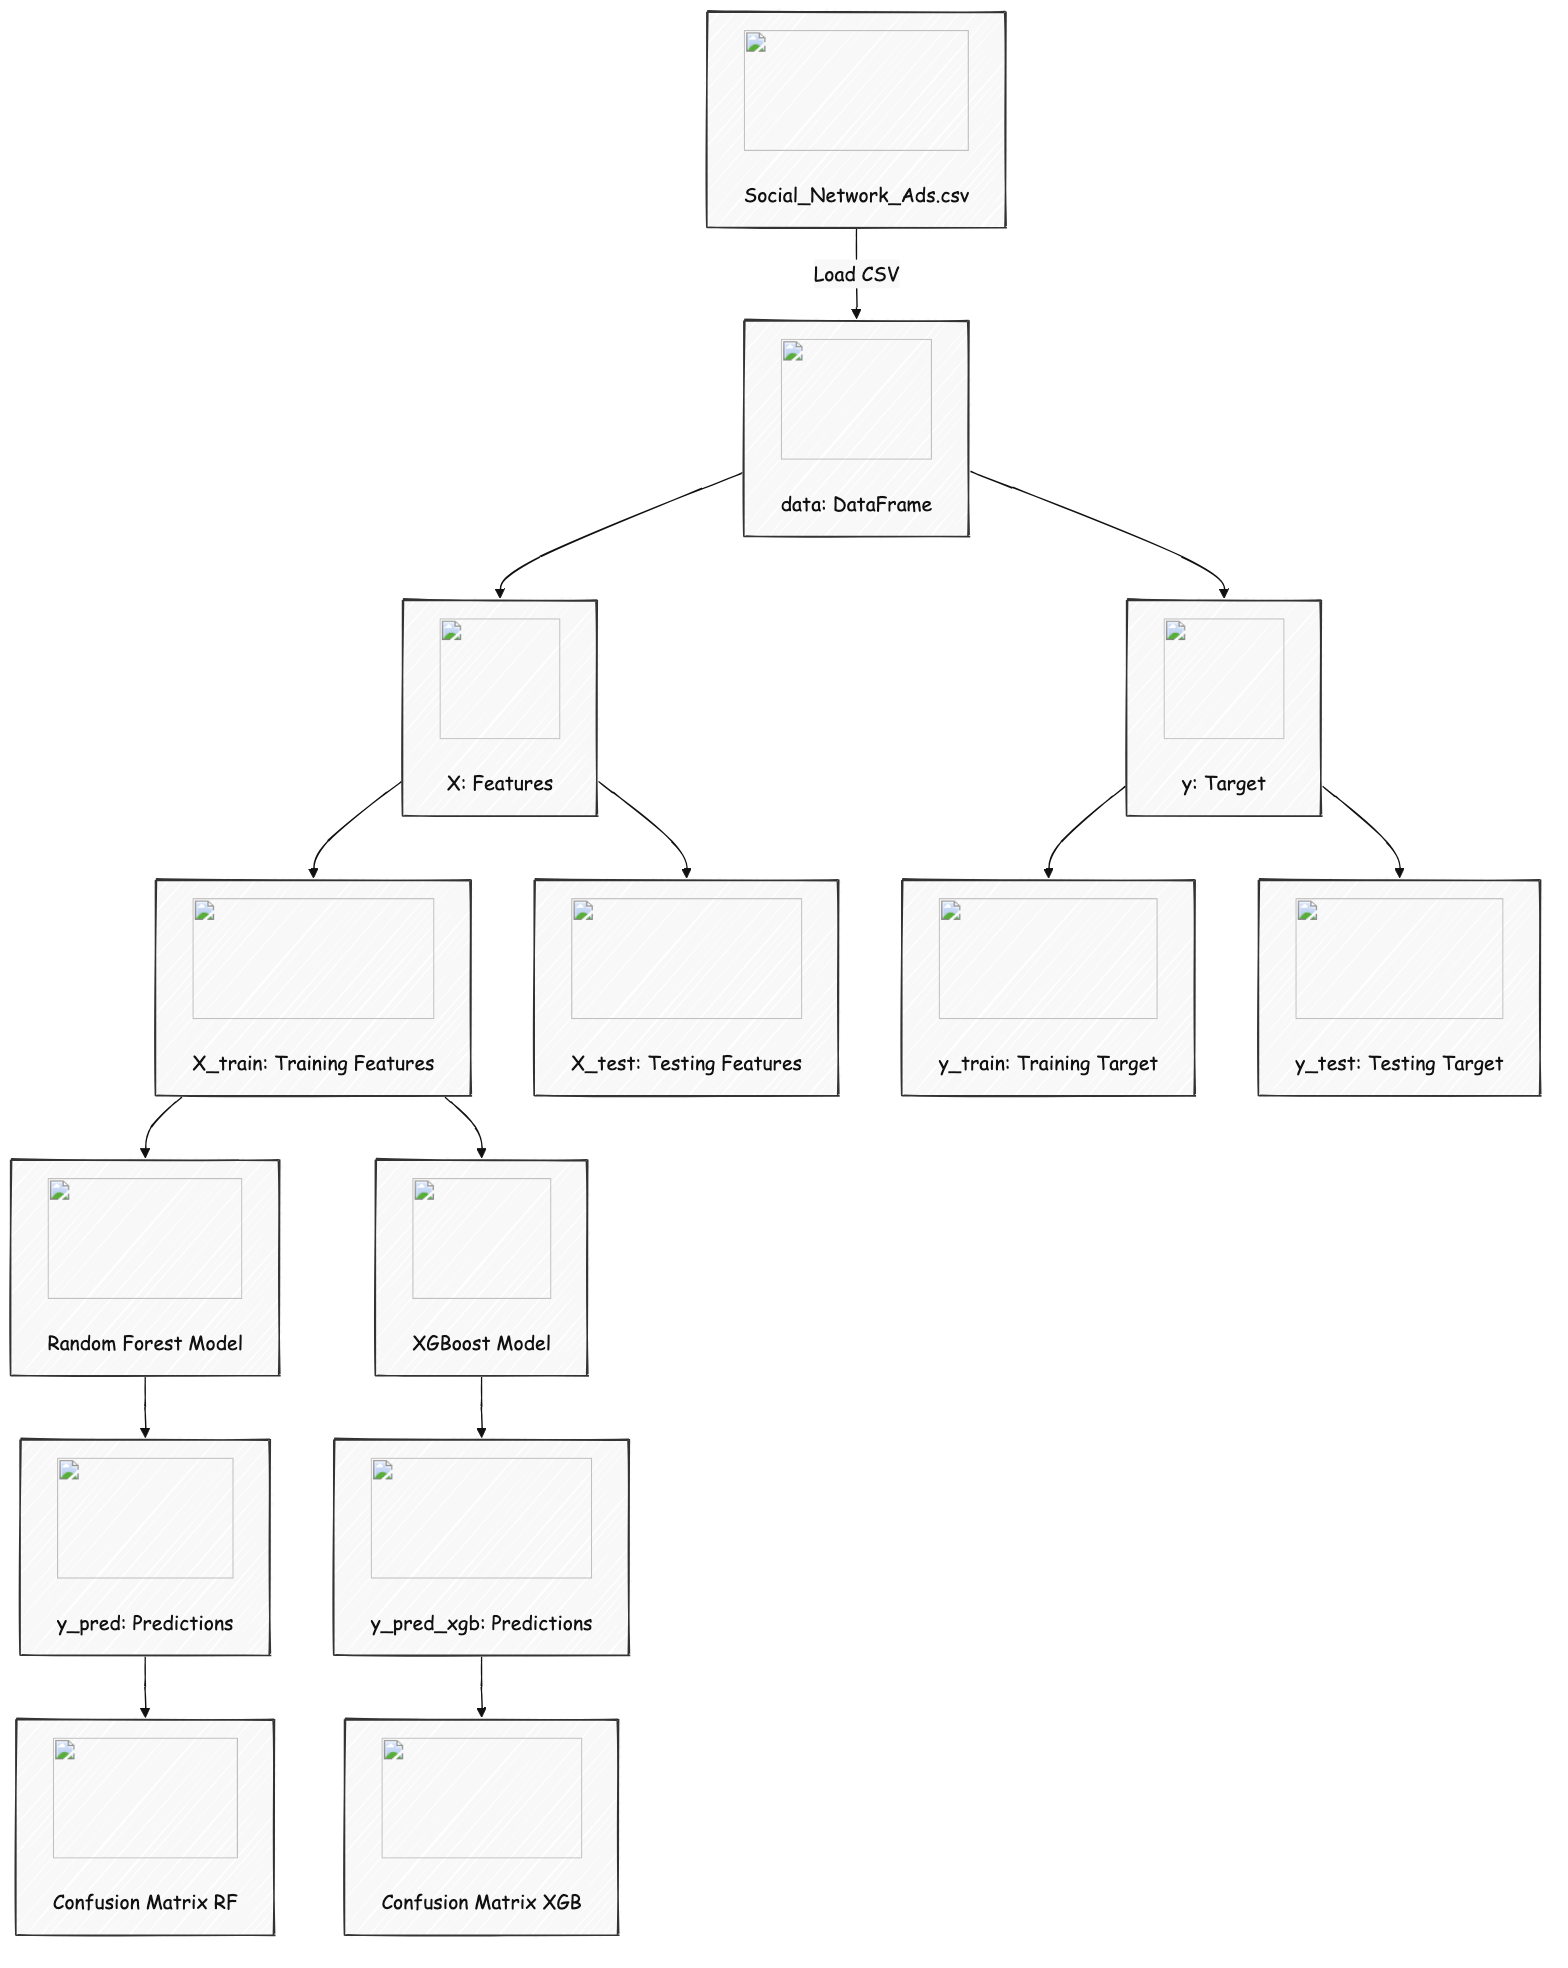 Social_Network_Ads.csv
Load CSV
data: DataFrame
X: Features
y: Target
X_train: Training Features
X_test: Testing Features
y_train: Training Target
y_test: Testing Target
Random Forest Model
XGBoost Model
y_pred: Predictions
y_pred_xgb: Predictions
Confusion Matrix RF
Confusion Matrix XGB